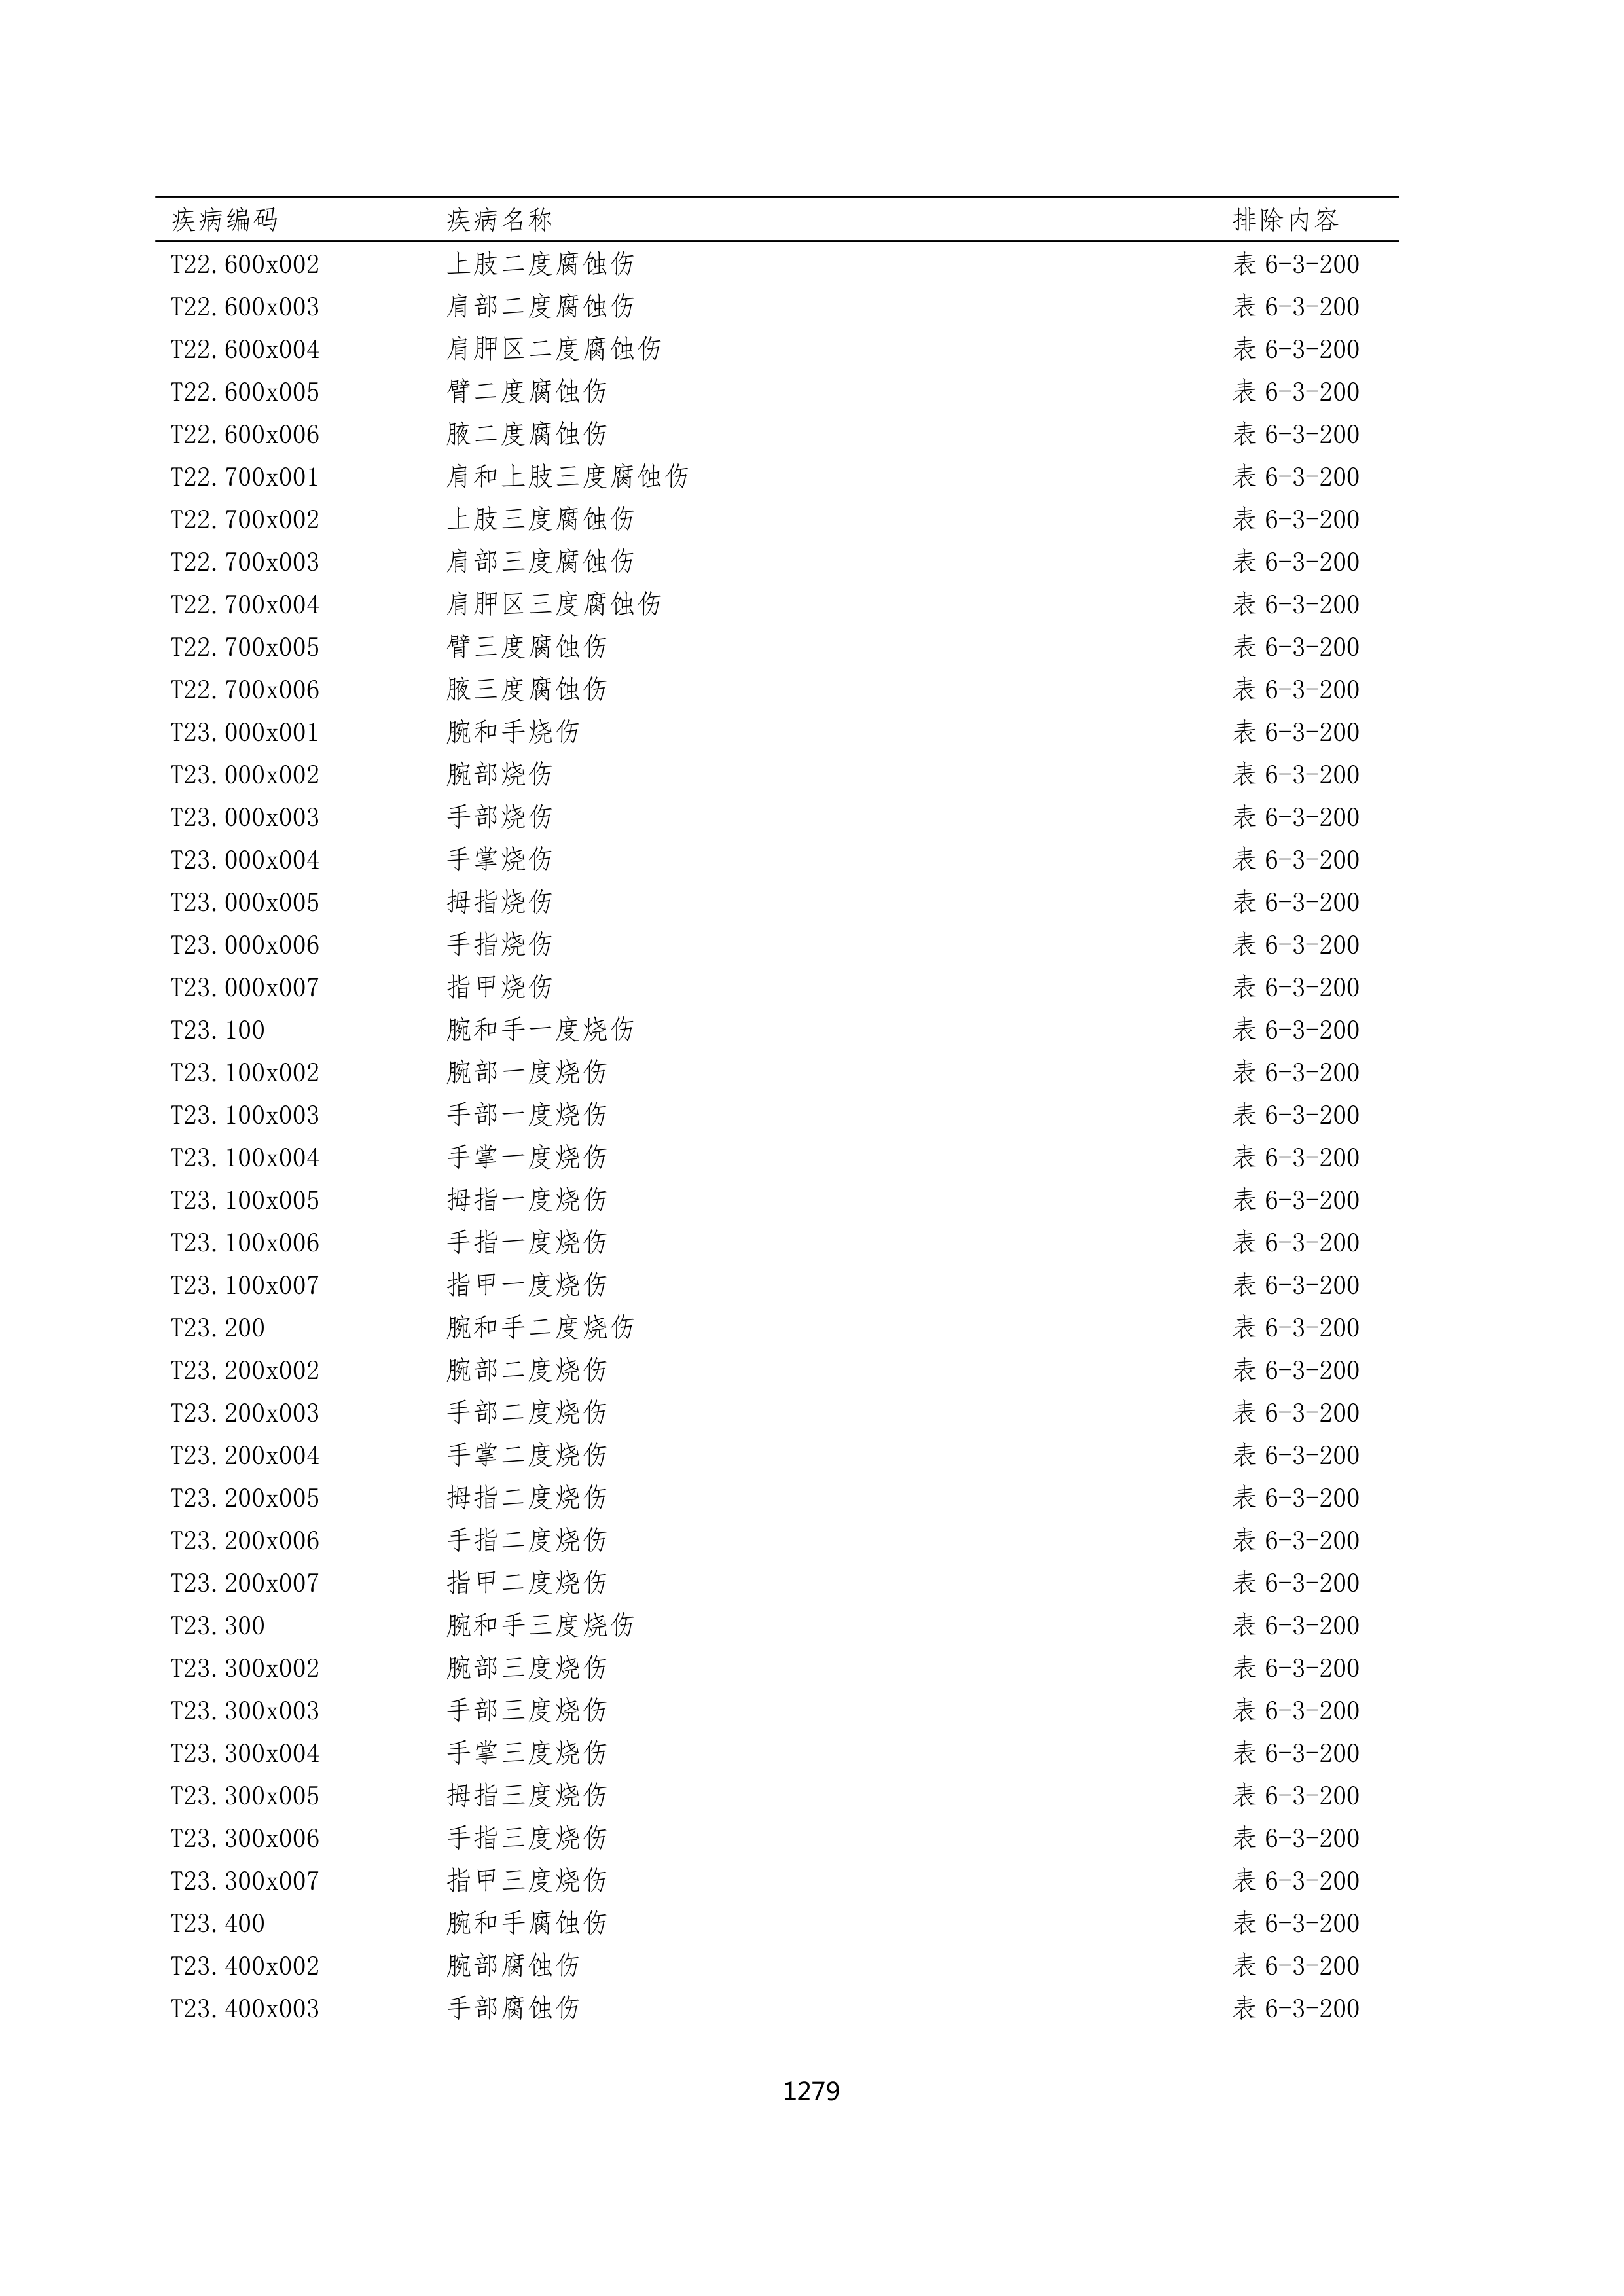 疾病编码 疾病名称 排除内容
T22.600x002 上肢二度腐蚀伤 表 6-3-200
T22.600x003 肩部二度腐蚀伤 表 6-3-200
T22.600x004 肩胛区二度腐蚀伤 表 6-3-200
T22.600x005 臂二度腐蚀伤 表 6-3-200
T22.600x006 腋二度腐蚀伤 表 6-3-200
T22.700x001 肩和上肢三度腐蚀伤 表 6-3-200
T22.700x002 上肢三度腐蚀伤 表 6-3-200
T22.700x003 肩部三度腐蚀伤 表 6-3-200
T22.700x004 肩胛区三度腐蚀伤 表 6-3-200
T22.700x005 臂三度腐蚀伤 表 6-3-200
T22.700x006 腋三度腐蚀伤 表 6-3-200
T23.000x001 腕和手烧伤 表 6-3-200
T23.000x002 腕部烧伤 表 6-3-200
T23.000x003 手部烧伤 表 6-3-200
T23.000x004 手掌烧伤 表 6-3-200
T23.000x005 拇指烧伤 表 6-3-200
T23.000x006 手指烧伤 表 6-3-200
T23.000x007 指甲烧伤 表 6-3-200
T23.100 腕和手一度烧伤 表 6-3-200
T23.100x002 腕部一度烧伤 表 6-3-200
T23.100x003 手部一度烧伤 表 6-3-200
T23.100x004 手掌一度烧伤 表 6-3-200
T23.100x005 拇指一度烧伤 表 6-3-200
T23.100x006 手指一度烧伤 表 6-3-200
T23.100x007 指甲一度烧伤 表 6-3-200
T23.200 腕和手二度烧伤 表 6-3-200
T23.200x002 腕部二度烧伤 表 6-3-200
T23.200x003 手部二度烧伤 表 6-3-200
T23.200x004 手掌二度烧伤 表 6-3-200
T23.200x005 拇指二度烧伤 表 6-3-200
T23.200x006 手指二度烧伤 表 6-3-200
T23.200x007 指甲二度烧伤 表 6-3-200
T23.300 腕和手三度烧伤 表 6-3-200
T23.300x002 腕部三度烧伤 表 6-3-200
T23.300x003 手部三度烧伤 表 6-3-200
T23.300x004 手掌三度烧伤 表 6-3-200
T23.300x005 拇指三度烧伤 表 6-3-200
T23.300x006 手指三度烧伤 表 6-3-200
T23.300x007 指甲三度烧伤 表 6-3-200
T23.400 腕和手腐蚀伤 表 6-3-200
T23.400x002 腕部腐蚀伤 表 6-3-200
T23.400x003 手部腐蚀伤 表 6-3-200
1279